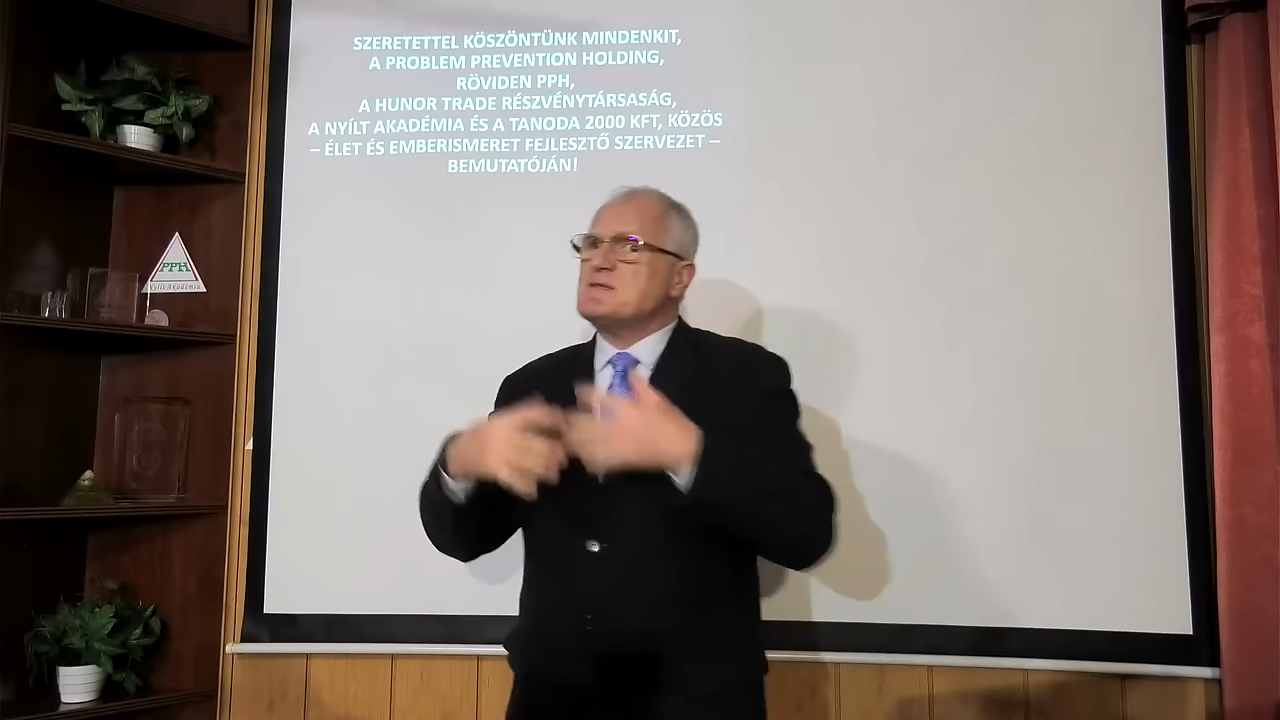 SZERETETTEL KÖSZÖNTÜNK MINDENKIT,
A PROBLEM PREVENTION HOLDING,
RÖVIDEN PPH,
A HUNOR TRADE RÉSZVÉNYTÁRSASÁG,
A NYÍLT AKADÉMIA ÉS A TANODA 2000 KFT, KÖZÖS
– ÉLET ÉS EMBERISMERET FEJLESZTŐ SZERVEZET –
BEMUTATÓJÁN!
PPH
Nyílt Akadémia